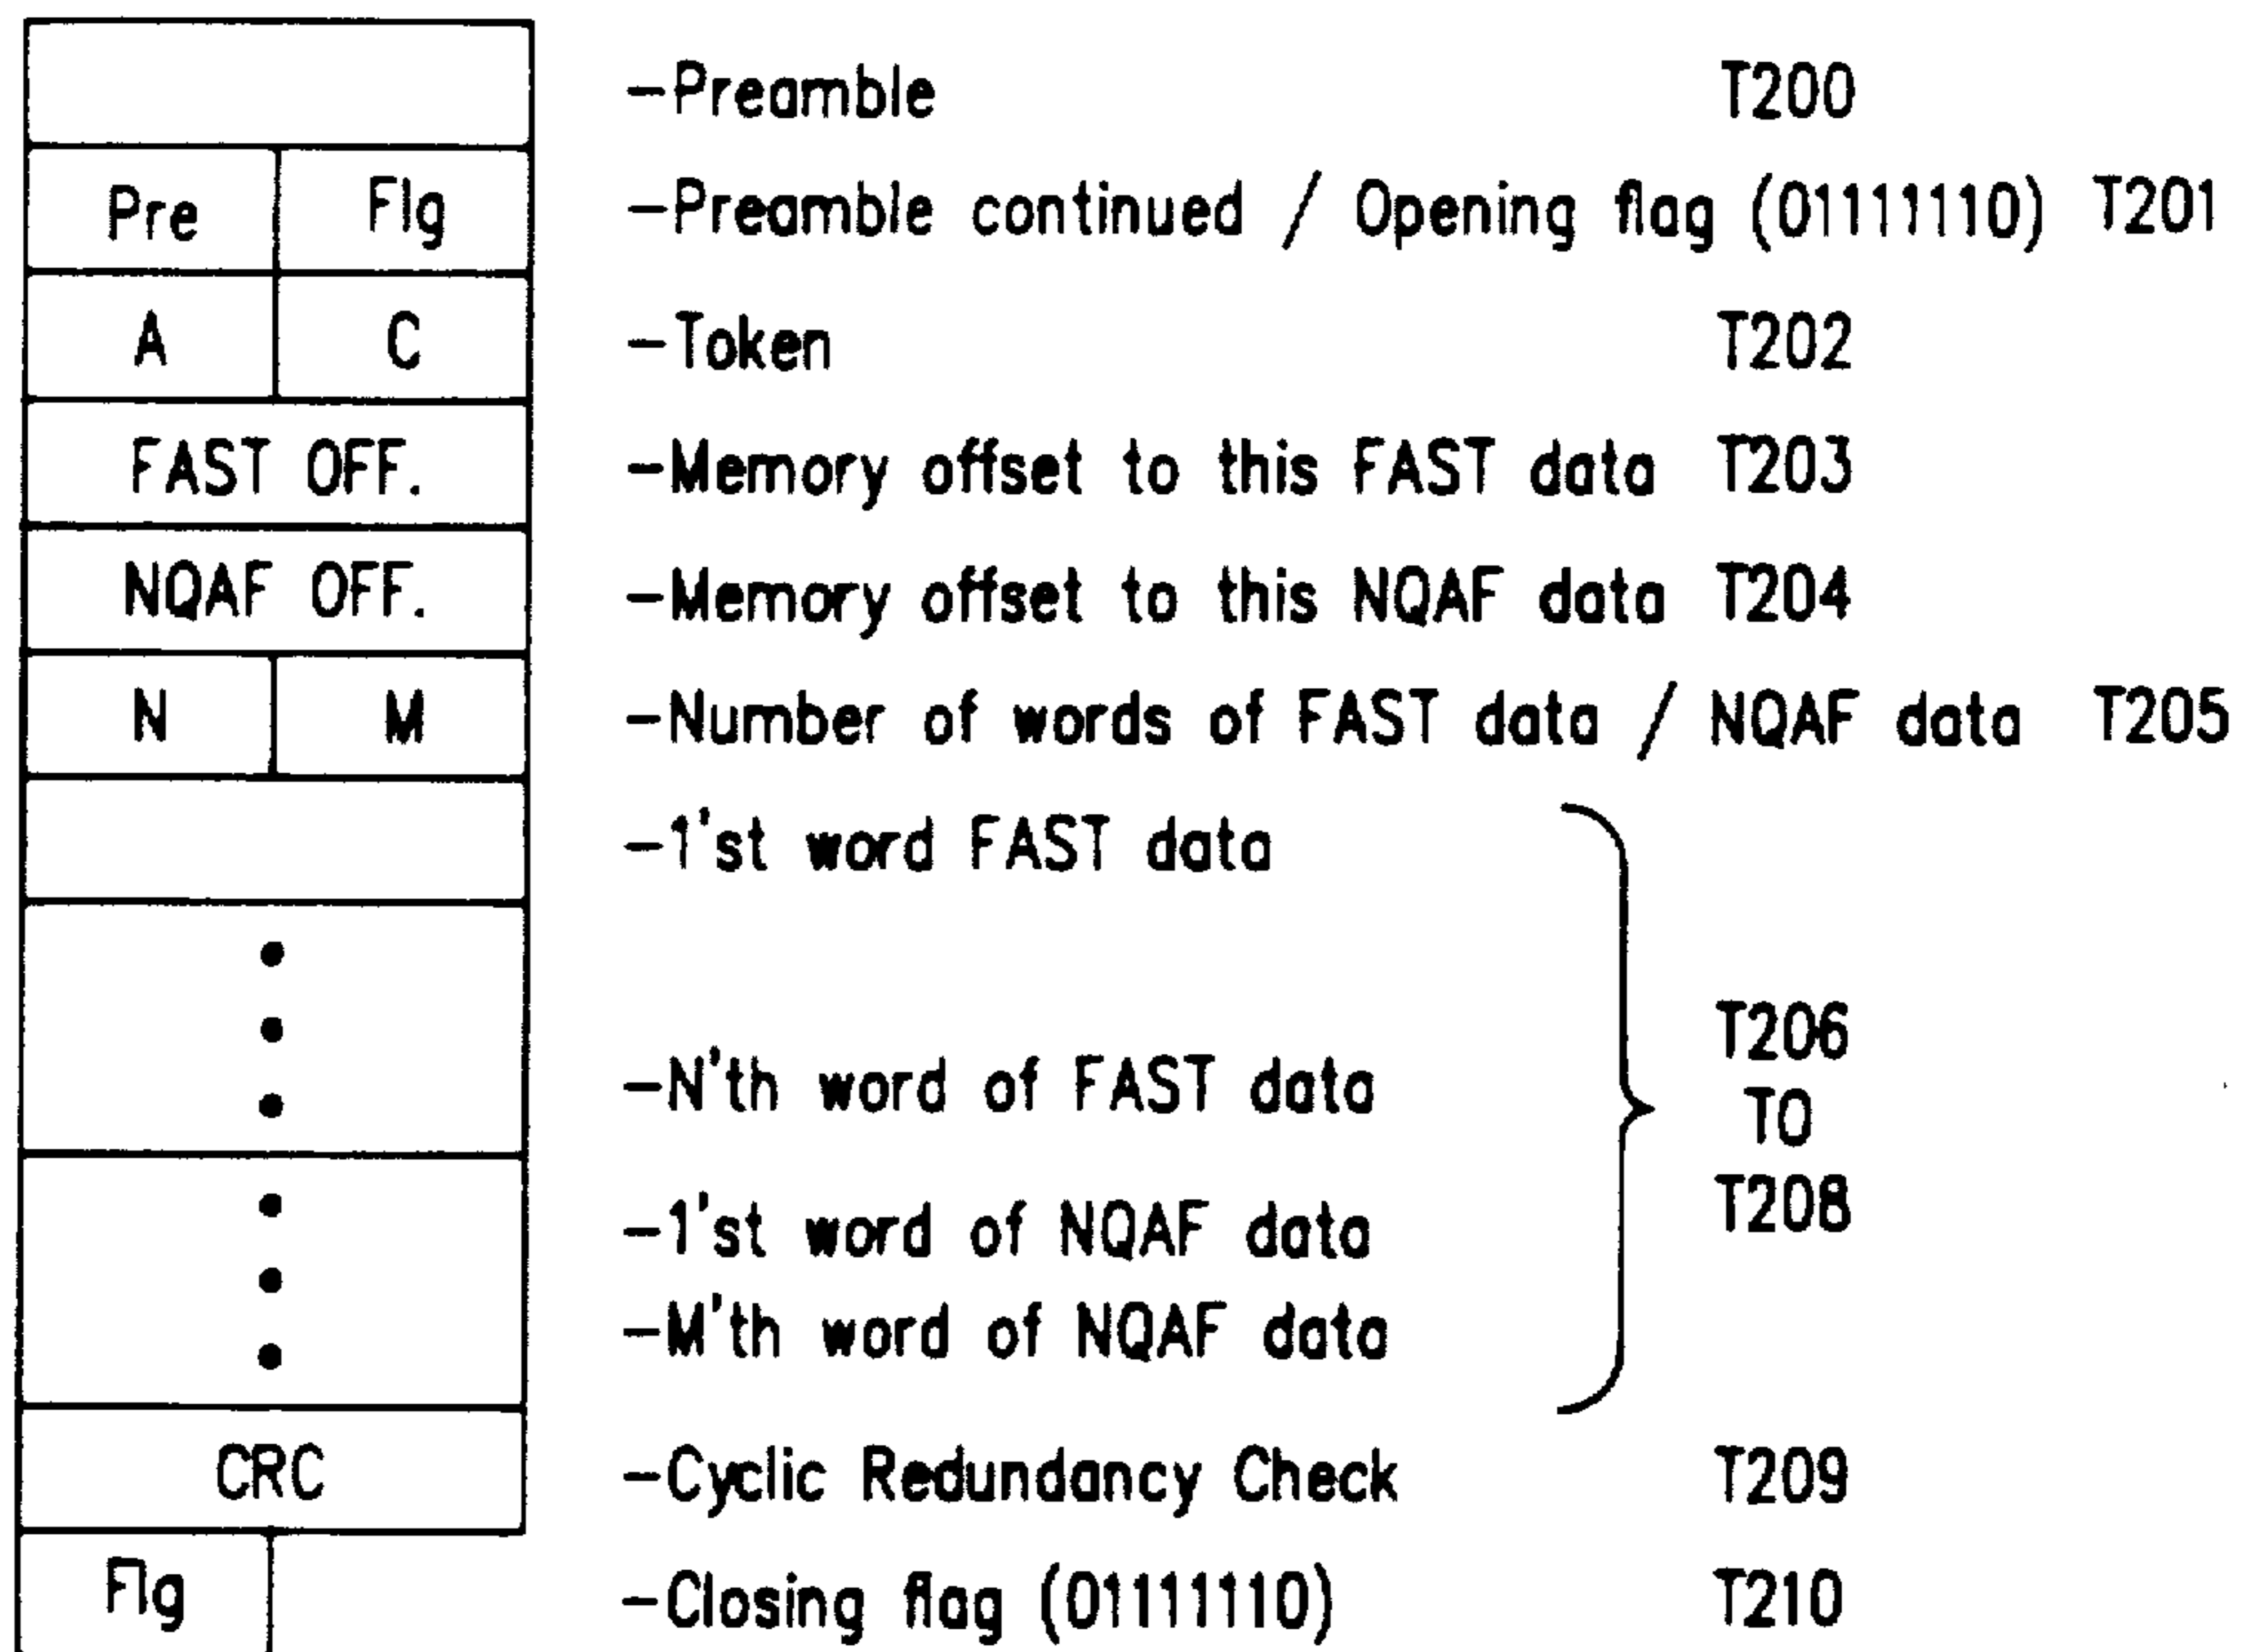 -Preamble T200
Pre Flg -Preamble continued / Opening flag (01111110) T201
A C -Token T202
FAST OFF. -Memory offset to this FAST data T203
NQAF OFF. -Memory offset to this NQAF data T204
N M -Number of words of FAST data / NQAF data T205
-1'st word FAST data
-N'th word of FAST data
-1'st word of NQAF data
-M'th word of NQAF data
T206
TO
T208
CRC -Cyclic Redundancy Check T209
Flg -Closing flag (01111110) T210